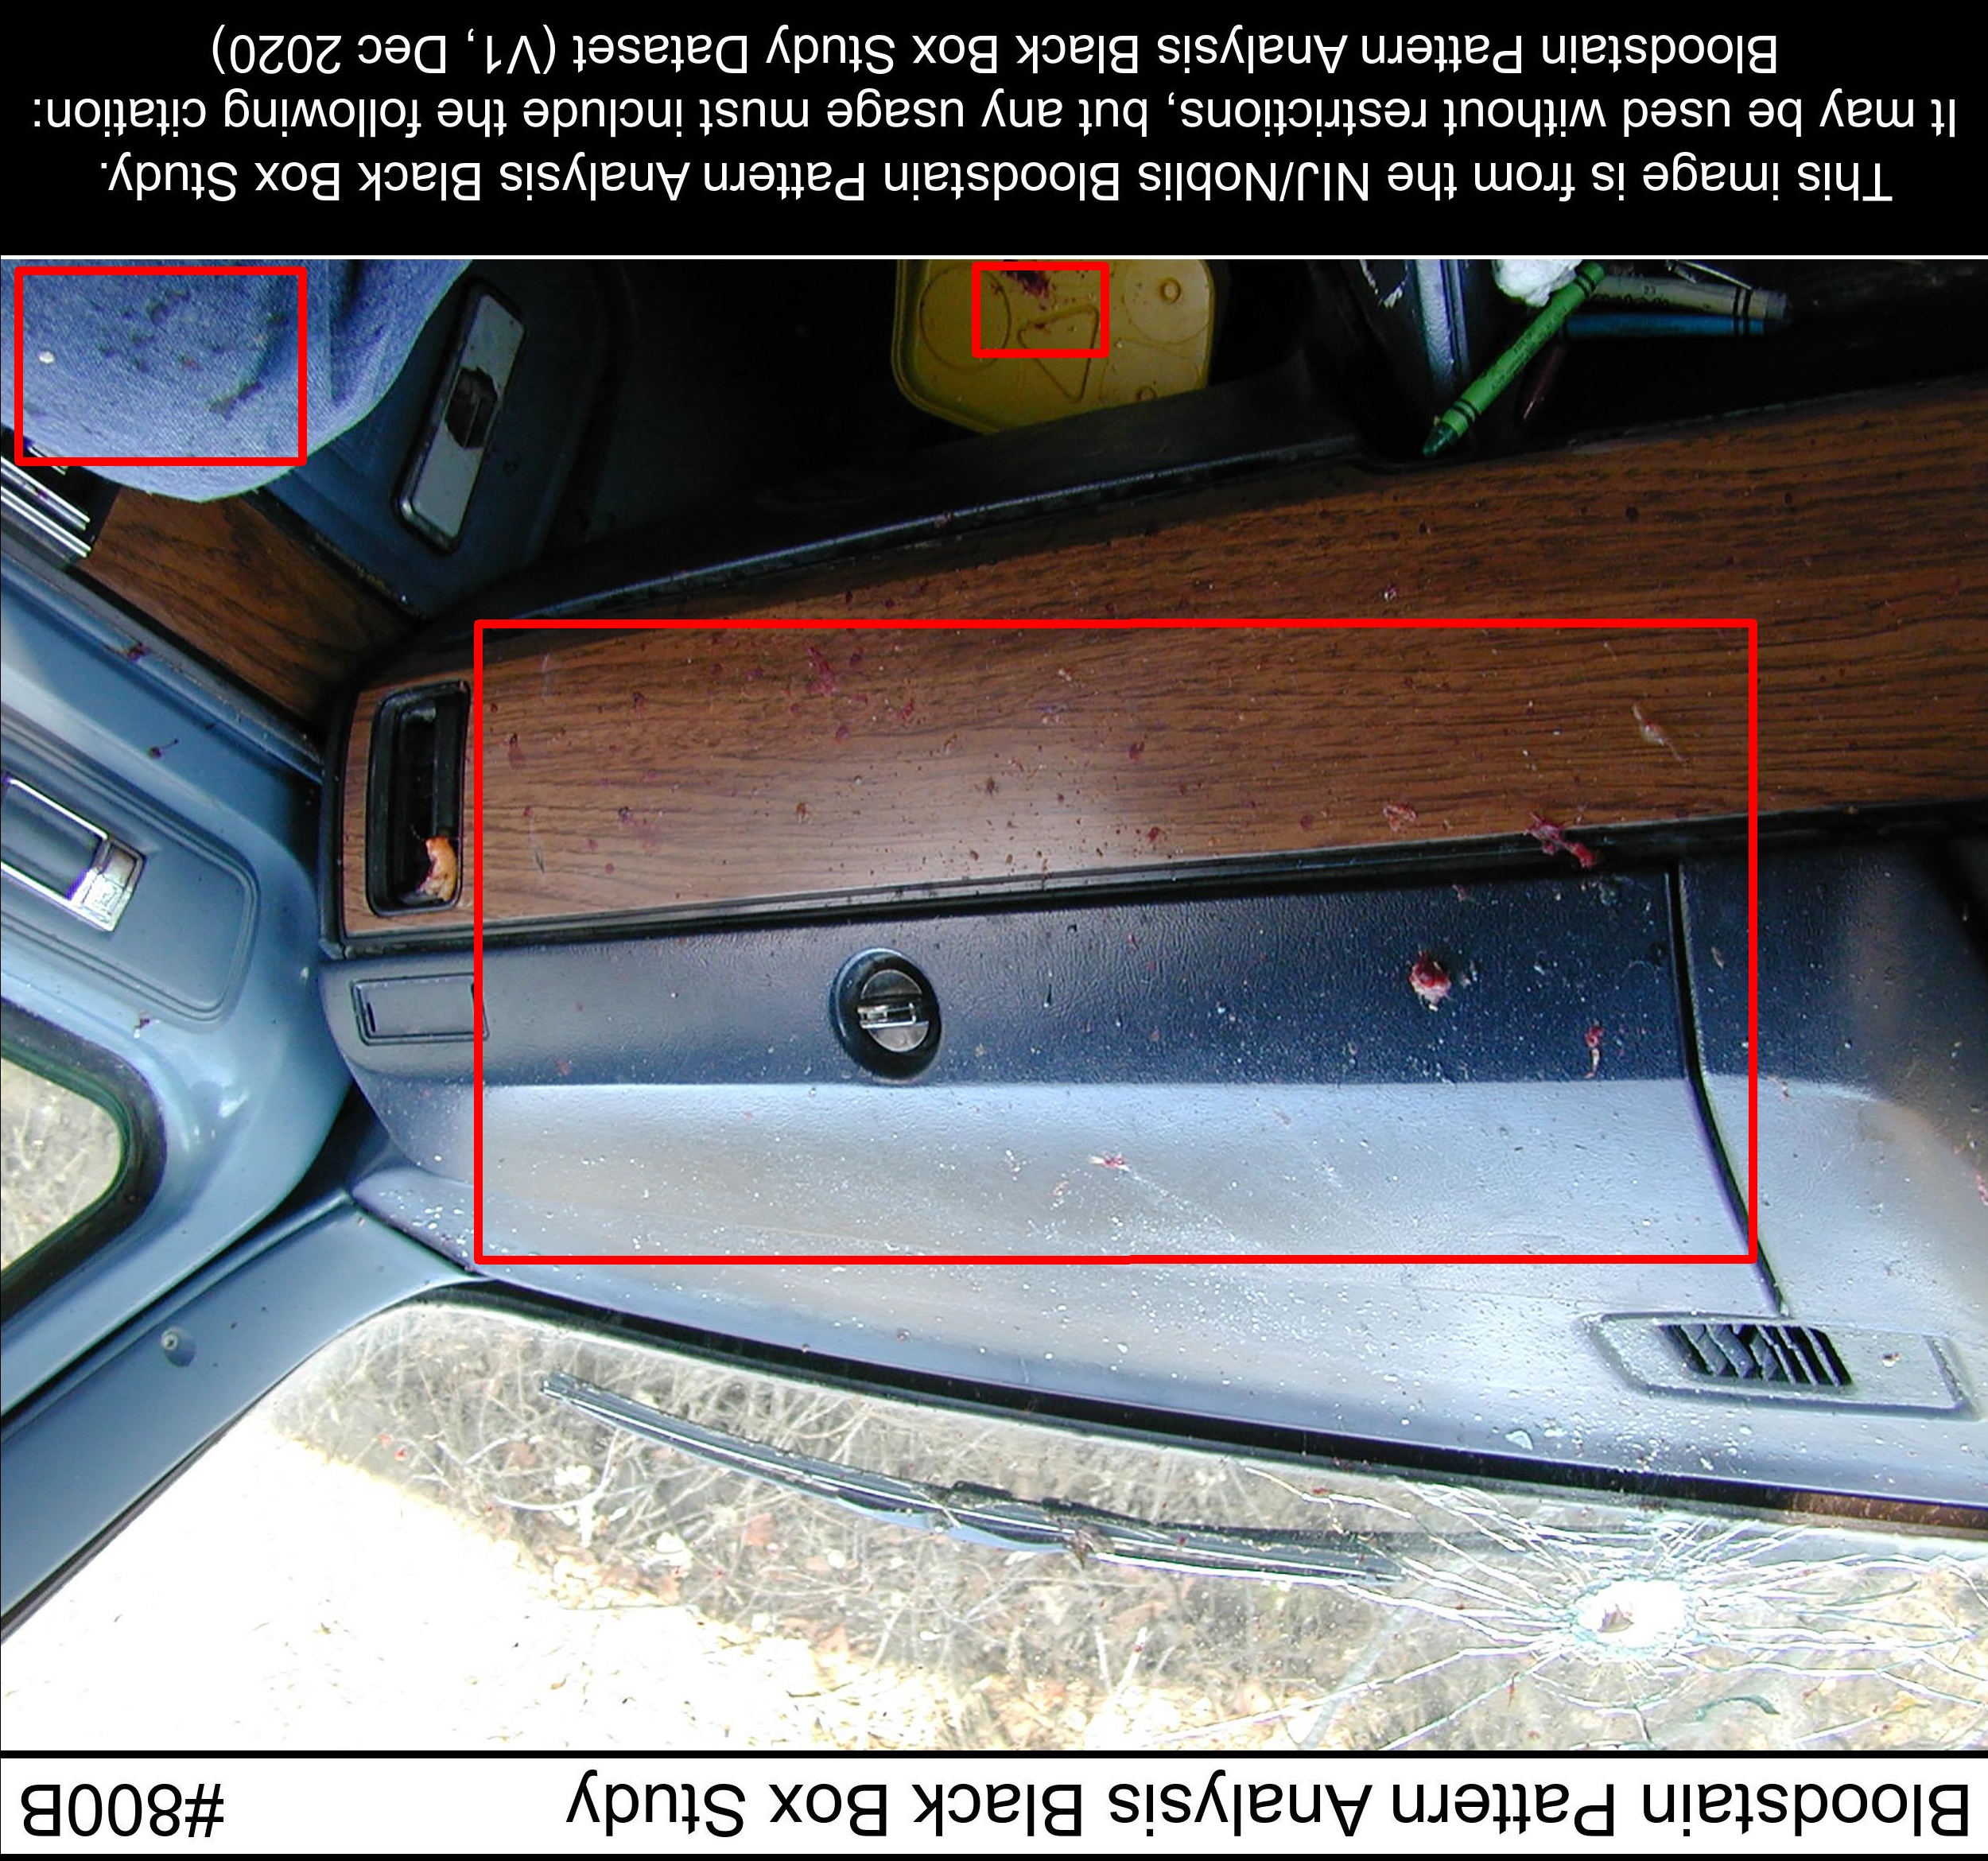 Bloodstain Pattern Analysis Black Box Study #800B
This image is from the NIJ/Noblis Bloodstain Pattern Analysis Black Box Study.
It may be used without restrictions, but any usage must include the following citation:
Bloodstain Pattern Analysis Black Box Study Dataset (V1, Dec 2020)